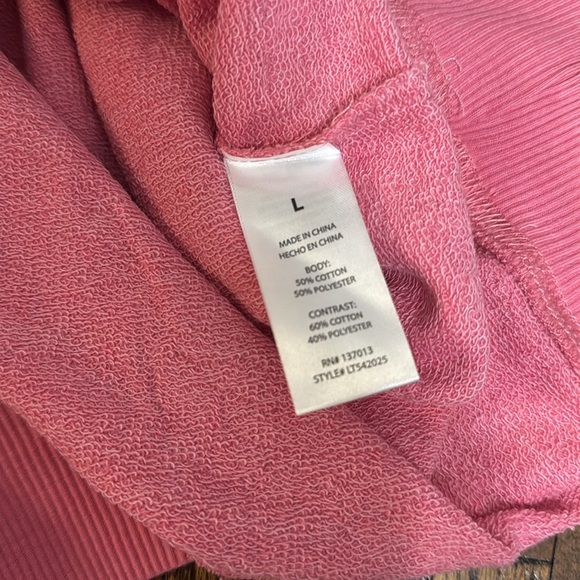 L
MADE IN CHINA
HECHO EN CHINA
BODY:
50% COTTON
50% POLYESTER
CONTRAST:
60% COTTON
40% POLYESTER
RN# 137013
STYLE# LT542025